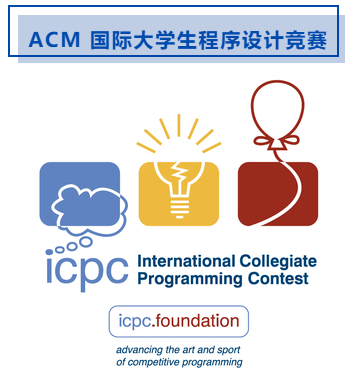 ACM 国际大学生程序设计竞赛
icpc International Collegiate
Programming Contest
icpc.foundation
advancing the art and sport
of competitive programming